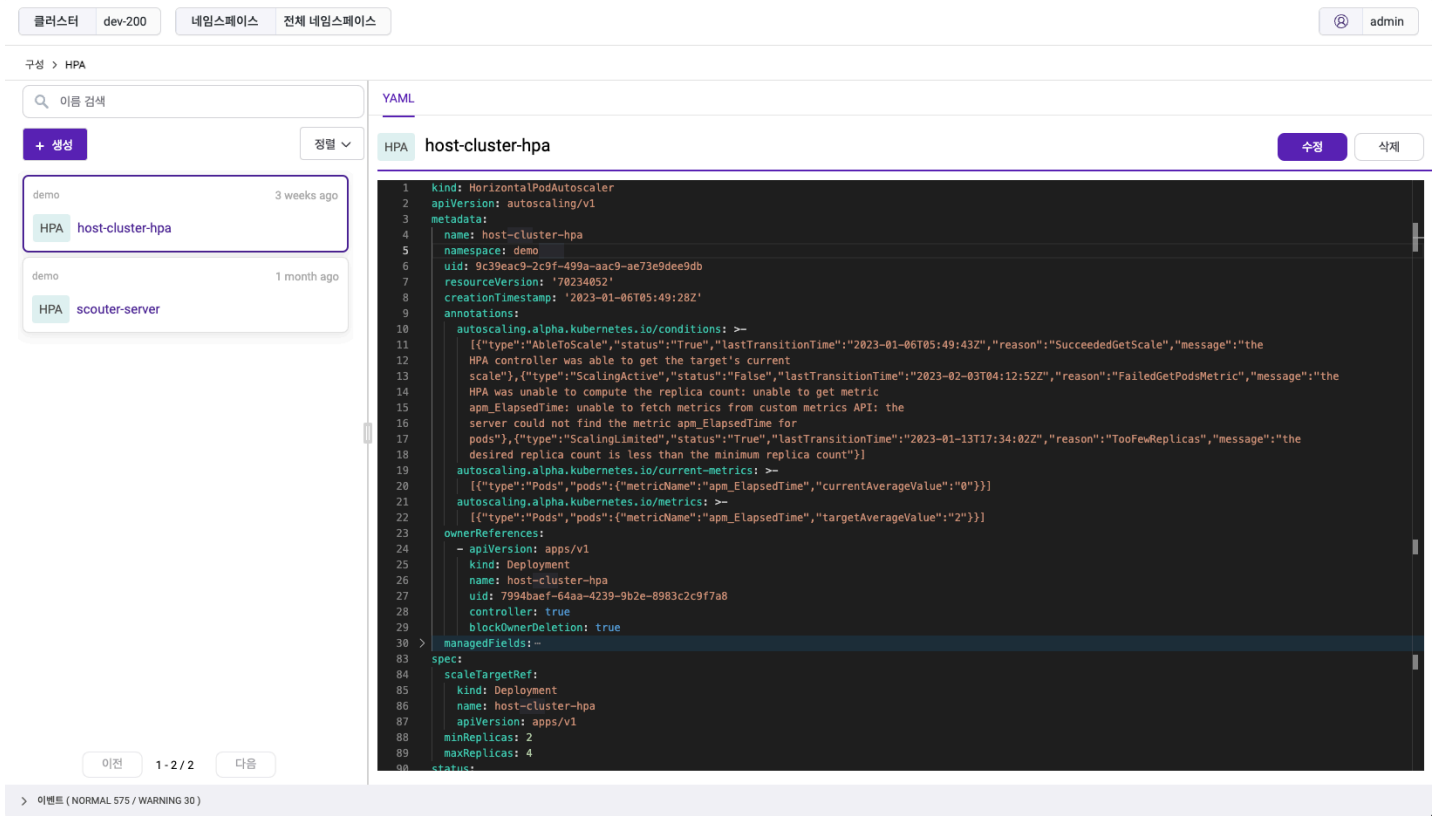 클러스터 dev-200 네임스페이스 전체 네임스페이스 admin
구성 > HPA
이름 검색
+ 생성 정렬
demo 3 weeks ago
HPA host-cluster-hpa
demo 1 month ago
HPA scouter-server
이전 1 - 2 / 2 다음
YAML
HPA host-cluster-hpa 수정 삭제
1 kind: HorizontalPodAutoscaler
2 apiVersion: autoscaling/v1
3 metadata:
4 name: host-cluster-hpa
5 namespace: demo
6 uid: 9c39eac9-2c9f-499a-aac9-ae73e9dee9db
7 resourceVersion: '70234052'
8 creationTimestamp: '2023-01-06T05:49:28Z'
9 annotations:
10 autoscaling.alpha.kubernetes.io/conditions: >-
11 [{"type":"AbleToScale","status":"True","lastTransitionTime":"2023-01-06T05:49:43Z","reason":"SucceededGetScale","message":"the
12 HPA controller was able to get the target's current
13 scale"},{"type":"ScalingActive","status":"False","lastTransitionTime":"2023-02-03T04:12:52Z","reason":"FailedGetPodsMetric","message":"the
14 HPA was unable to compute the replica count: unable to get metric
15 apm_ElapsedTime: unable to fetch metrics from custom metrics API: the
16 server could not find the metric apm_ElapsedTime for
17 pods"},{"type":"ScalingLimited","status":"True","lastTransitionTime":"2023-01-13T17:34:02Z","reason":"TooFewReplicas","message":"the
18 desired replica count is less than the minimum replica count"}]
19 autoscaling.alpha.kubernetes.io/current-metrics: >-
20 [{"type":"Pods","pods":{"metricName":"apm_ElapsedTime","currentAverageValue":"0"}}]
21 autoscaling.alpha.kubernetes.io/metrics: >-
22 [{"type":"Pods","pods":{"metricName":"apm_ElapsedTime","targetAverageValue":"2"}}]
23 ownerReferences:
24 - apiVersion: apps/v1
25 kind: Deployment
26 name: host-cluster-hpa
27 uid: 7994baef-64aa-4239-9b2e-8983c2c9f7a8
28 controller: true
29 blockOwnerDeletion: true
30 > managedFields:⋯
83 spec:
84 scaleTargetRef:
85 kind: Deployment
86 name: host-cluster-hpa
87 apiVersion: apps/v1
88 minReplicas: 2
89 maxReplicas: 4
90 status:
> 이벤트 ( NORMAL 575 / WARNING 30 )